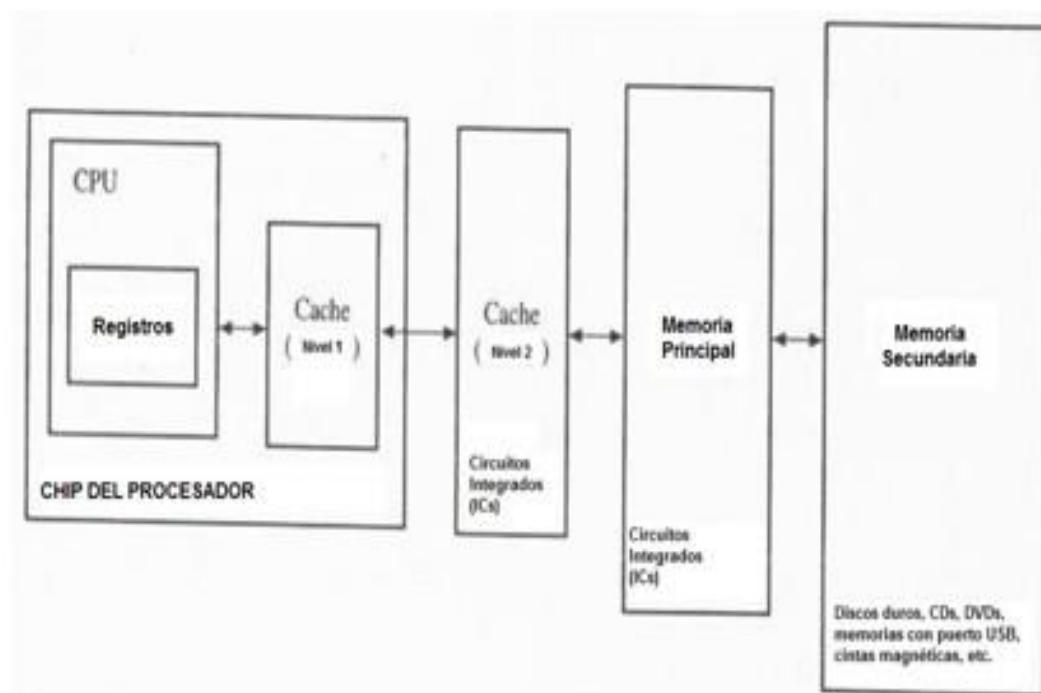 CPU
Registros
Cache
( Nivel 1 )
CHIP DEL PROCESADOR
Cache
( Nivel 2 )
Circuitos
Integrados
(ICs)
Memoria
Principal
Circuitos
Integrados
(ICs)
Memoria
Secundaria
Discos duros, CDs, DVDs,
memorias con puerto USB,
cintas magnéticas, etc.